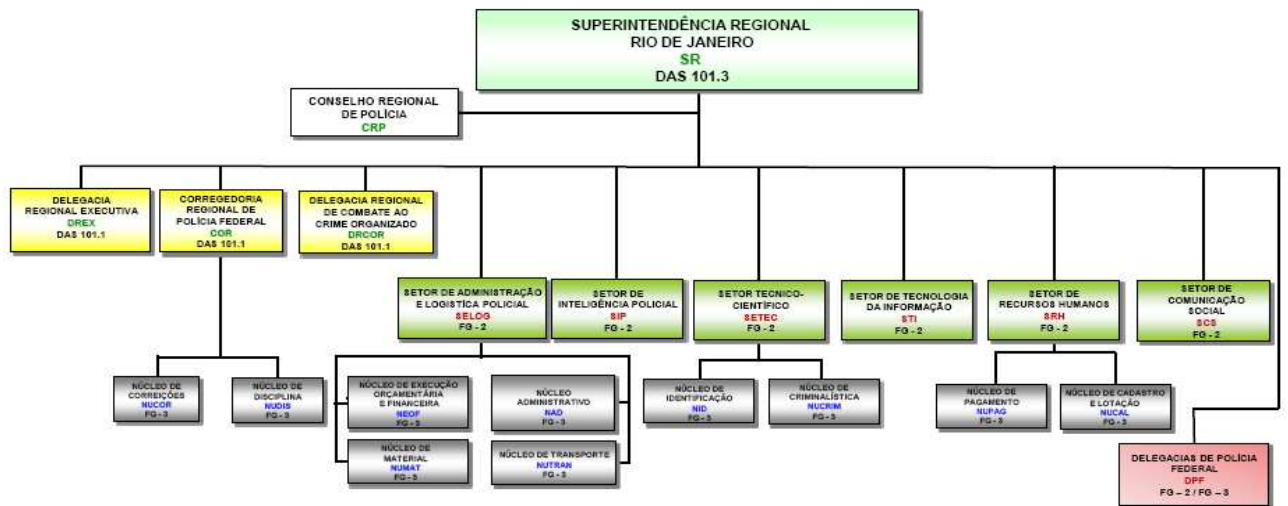 SUPERINTENDÊNCIA REGIONAL
RIO DE JANEIRO
SR
DAS 101.3
CONSELHO REGIONAL
DE POLÍCIA
CRP
DELEGACIA
REGIONAL EXECUTIVA
DREX
DAS 101.1
CORREGEDORIA
REGIONAL DE
POLÍCIA FEDERAL
COR
DAS 101.1
DELEGACIA REGIONAL
DE COMBATE AO
CRIME ORGANIZADO
DRCOR
DAS 101.1
SETOR DE ADMINISTRAÇÃO
E LOGISTÍCA POLICIAL
SELOG
FG - 2
SETOR DE
INTELIGÊNCIA POLICIAL
SIP
FG - 2
SETOR TECNICO-
CIENTÍFICO
SETEC
FG - 2
SETOR DE TECNOLOGIA
DA INFORMAÇÃO
STI
FG - 2
SETOR DE
RECURSOS HUMANOS
SRH
FG - 2
SETOR DE
COMUNICAÇÃO
SOCIAL
SCS
FG - 2
NÚCLEO DE
CORREIÇÕES
NUCOR
FG - 3
NÚCLEO DE
DISCIPLINA
NUDIS
FG - 3
NÚCLEO DE EXECUÇÃO
ORÇAMENTÁRIA
E FINANCEIRA
NEOF
FG - 3
NÚCLEO
ADMINISTRATIVO
NAD
FG - 3
NÚCLEO DE
MATERIAL
NUMAT
FG - 3
NÚCLEO DE TRANSPORTE
NUTRAN
FG - 3
NÚCLEO DE
IDENTIFICAÇÃO
NID
FG - 3
NÚCLEO DE
CRIMINALÍSTICA
NUCRIM
FG - 3
NÚCLEO DE
PAGAMENTO
NUPAG
FG - 3
NÚCLEO DE CADASTRO
E LOTAÇÃO
NUCAL
FG - 3
DELEGACIAS DE POLÍCIA
FEDERAL
DPF
FG – 2 / FG – 3